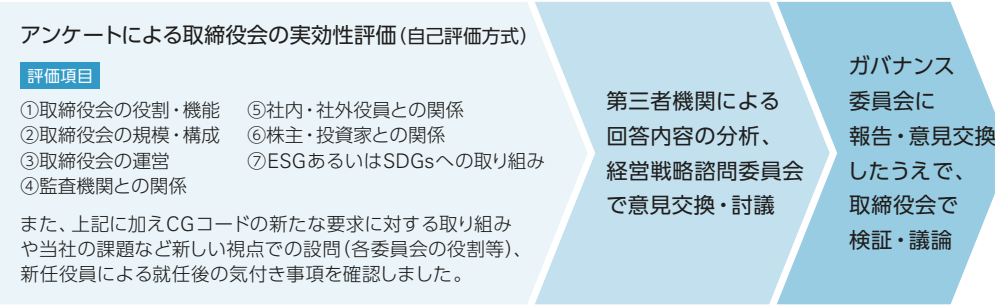 アンケートによる取締役会の実効性評価(自己評価方式)
評価項目
①取締役会の役割・機能
②取締役会の規模・構成
③取締役会の運営
④監査機関との関係
⑤社内・社外役員との関係
⑥株主・投資家との関係
⑦ESGあるいはSDGsへの取り組み
また、上記に加えCGコードの新たな要求に対する取り組み
や当社の課題など新しい視点での設問(各委員会の役割等)、
新任役員による就任後の気付き事項を確認しました。
第三者機関による
回答内容の分析、
経営戦略諮問委員会
で意見交換・討議
ガバナンス
委員会に
報告・意見交換
したうえで、
取締役会で
検証・議論